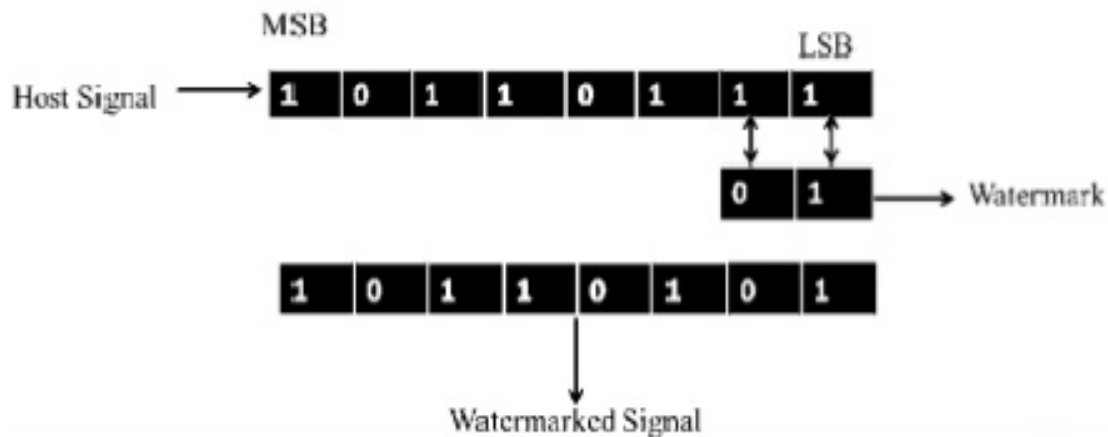 MSB
LSB
Host Signal
1 0 1 1 0 1 1 1
0 1
Watermark
1 0 1 1 0 1 0 1
Watermarked Signal